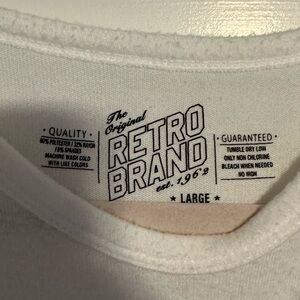 The
Original
RETRO
BRAND
est. 1962
· QUALITY ·
60% POLYESTER / 32% RAYON
/ 8% SPANDEX
MACHINE WASH COLD
WITH LIKE COLORS
· GUARANTEED ·
TUMBLE DRY LOW
ONLY NON CHLORINE
BLEACH WHEN NEEDED
NO IRON
★ LARGE ★